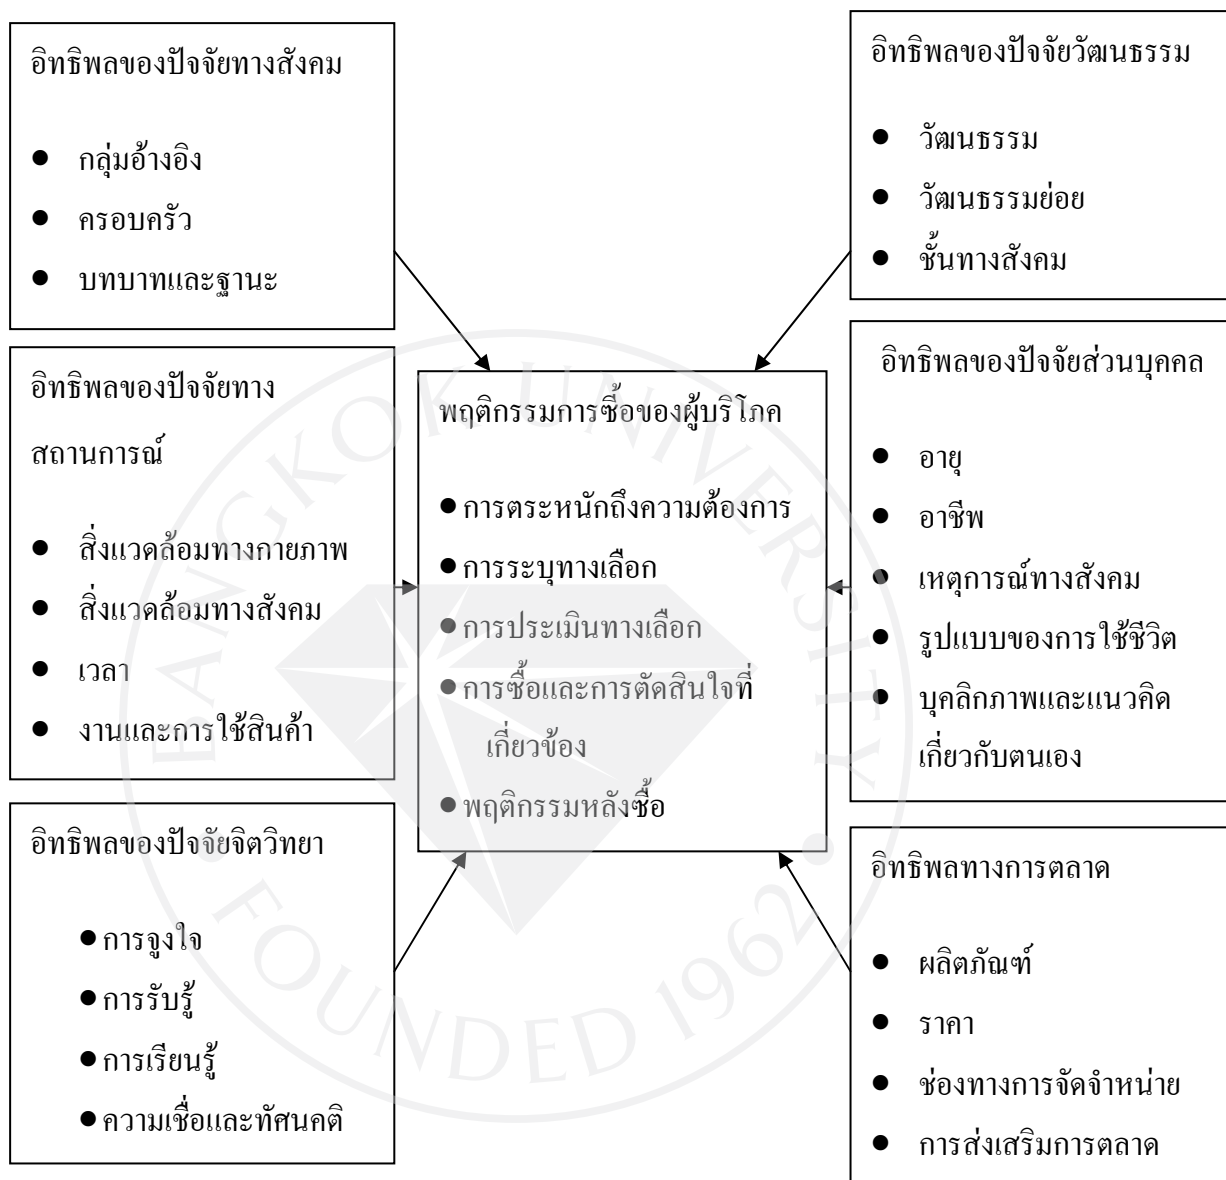 อิทธิพลของปัจจัยทางสังคม
● กลุ่มอ้างอิง
● ครอบครัว
● บทบาทและฐานะ
อิทธิพลของปัจจัยวัฒนธรรม
● วัฒนธรรม
● วัฒนธรรมย่อย
● ชั้นทางสังคม
อิทธิพลของปัจจัยทาง
สถานการณ์
● สิ่งแวดล้อมทางกายภาพ
● สิ่งแวดล้อมทางสังคม
● เวลา
● งานและการใช้สินค้า
พฤติกรรมการซื้อของผู้บริโภค
● การตระหนักถึงความต้องการ
● การระบุทางเลือก
● การประเมินทางเลือก
● การซื้อและการตัดสินใจที่
เกี่ยวข้อง
● พฤติกรรมหลังซื้อ
อิทธิพลของปัจจัยส่วนบุคคล
● อายุ
● อาชีพ
● เหตุการณ์ทางสังคม
● รูปแบบของการใช้ชีวิต
● บุคลิกภาพและแนวคิด
เกี่ยวกับตนเอง
อิทธิพลของปัจจัยจิตวิทยา
● การจูงใจ
● การรับรู้
● การเรียนรู้
● ความเชื่อและทัศนคติ
อิทธิพลทางการตลาด
● ผลิตภัณฑ์
● ราคา
● ช่องทางการจัดจำหน่าย
● การส่งเสริมการตลาด
BANGKOK UNIVERSITY
FOUNDED 1962